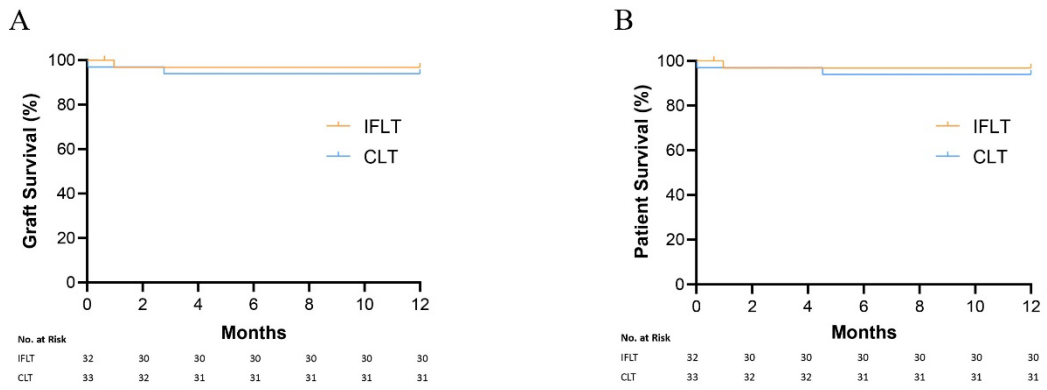 A
Graft Survival (%)
100
80
60
40
20
0
IFLT
CLT
0 2 4 6 8 10 12
Months
No. at Risk
IFLT 32 30 30 30 30 30 30
CLT 33 32 31 31 31 31 31
B
Patient Survival (%)
100
80
60
40
20
0
IFLT
CLT
0 2 4 6 8 10 12
Months
No. at Risk
IFLT 32 30 30 30 30 30 30
CLT 33 32 32 31 31 31 31